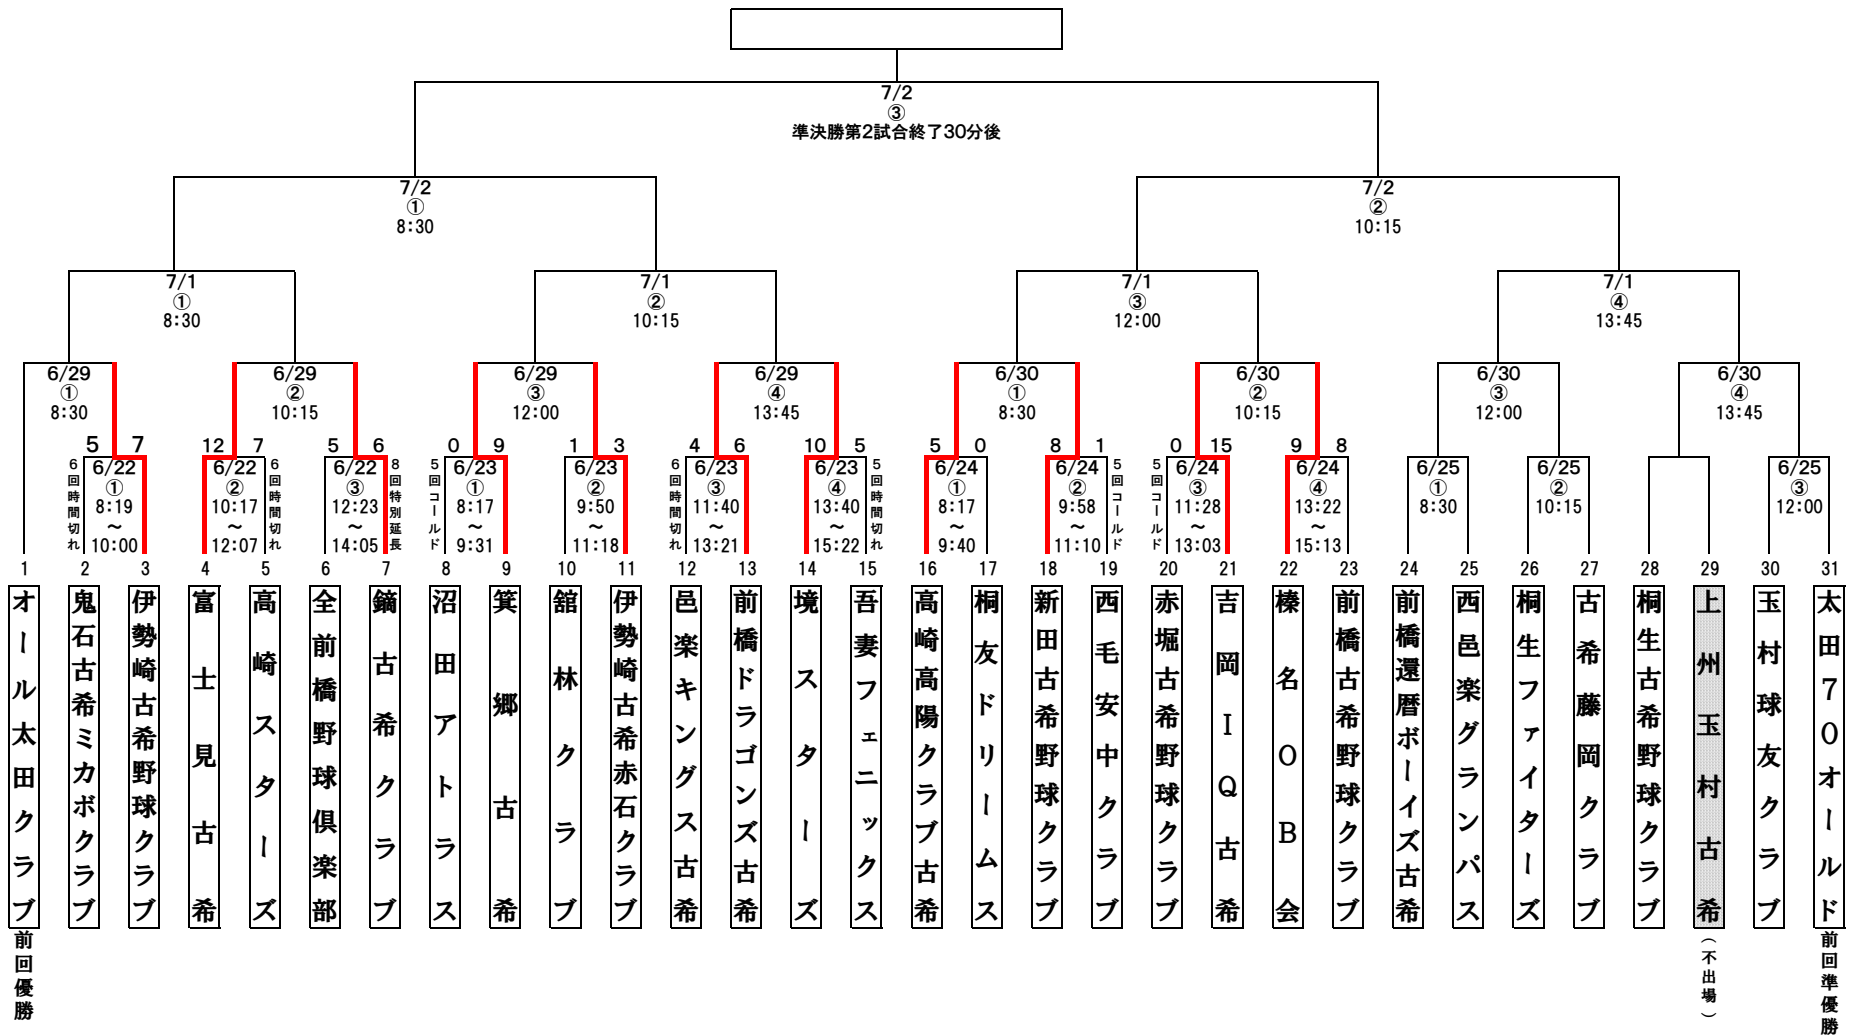 7/2
③
準決勝第2試合終了30分後
7/2
①
8:30
7/2
②
10:15
7/1
①
8:30
7/1
②
10:15
7/1
③
12:00
7/1
④
13:45
6/29
①
8:30
6/29
②
10:15
6/29
③
12:00
6/29
④
13:45
6/30
①
8:30
6/30
②
10:15
6/30
③
12:00
6/30
④
13:45
5 7
6回時間切れ
6/22
①
8:19
~
10:00
12 7
6/22
②
10:17
~
12:07
6回時間切れ
5 6
6/22
③
12:23
~
14:05
8回特別延長
0 9
5回コールド
6/23
①
8:17
~
9:31
1 3
6/23
②
9:50
~
11:18
4 6
6回時間切れ
6/23
③
11:40
~
13:21
10 5
6/23
④
13:40
~
15:22
5回時間切れ
5 0
6/24
①
8:17
~
9:40
8 1
6/24
②
9:58
~
11:10
5回コールド
0 15
5回コールド
6/24
③
11:28
~
13:03
9 8
6/24
④
13:22
~
15:13
6/25
①
8:30
6/25
②
10:15
6/25
③
12:00
1 2 3 4 5 6 7 8 9 10 11 12 13 14 15 16 17 18 19 20 21 22 23 24 25 26 27 28 29 30 31
オール太田クラブ
鬼石古希ミカボクラブ
伊勢崎古希野球クラブ
富士見古希
高崎スターズ
全前橋野球倶楽部
鏑古希クラブ
沼田アトラス
箕郷古希
舘林クラブ
伊勢崎古希赤石クラブ
邑楽キングス古希
前橋ドラゴンズ古希
境スターズ
吾妻フェニックス
高崎高陽クラブ古希
桐友ドリームス
新田古希野球クラブ
西毛安中クラブ
赤堀古希野球クラブ
吉岡IQ古希
榛名OB会
前橋古希野球クラブ
前橋還暦ボーイズ古希
西邑楽グランパス
桐生ファイターズ
古希藤岡クラブ
桐生古希野球クラブ
上州玉村古希
玉村球友クラブ
太田70オールド
前回優勝
（不出場）
前回準優勝